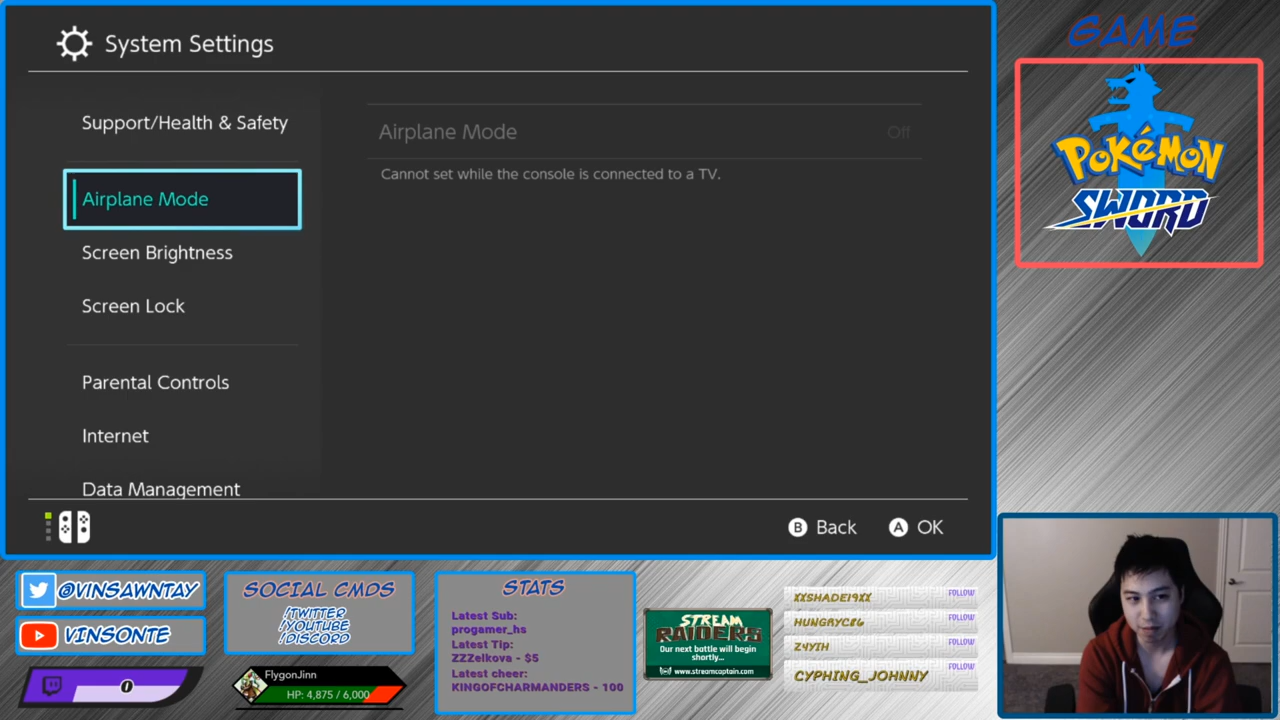 System Settings
Support/Health & Safety
Airplane Mode
Screen Brightness
Screen Lock
Parental Controls
Internet
Data Management
Airplane Mode Off
Cannot set while the console is connected to a TV.
B Back A OK
GAME
POKéMON
SWORD
@VINSAWNTAY
VINSONTE
0
SOCIAL CMDS
/TWITTER
/YOUTUBE
/DISCORD
FlygonJinn
HP: 4,875 / 6,000
STATS
Latest Sub:
progamer_hs
Latest Tip:
ZZZelkova - $5
Latest cheer:
KINGOFCHARMANDERS - 100
STREAM
RAIDERS
Our next battle will begin
shortly...
www.streamcaptain.com
XXSHADE19XX FOLLOW
HUNGRYC86 FOLLOW
Z4YIH FOLLOW
CYPHING_JOHNNY FOLLOW